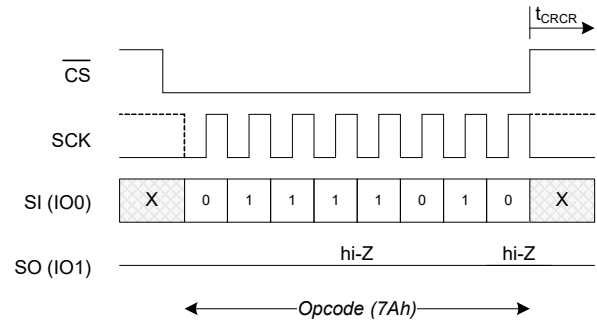 tCRCR
CS
SCK
SI (IO0) X 0 1 1 1 1 0 1 0 X
SO (IO1) hi-Z hi-Z
Opcode (7Ah)